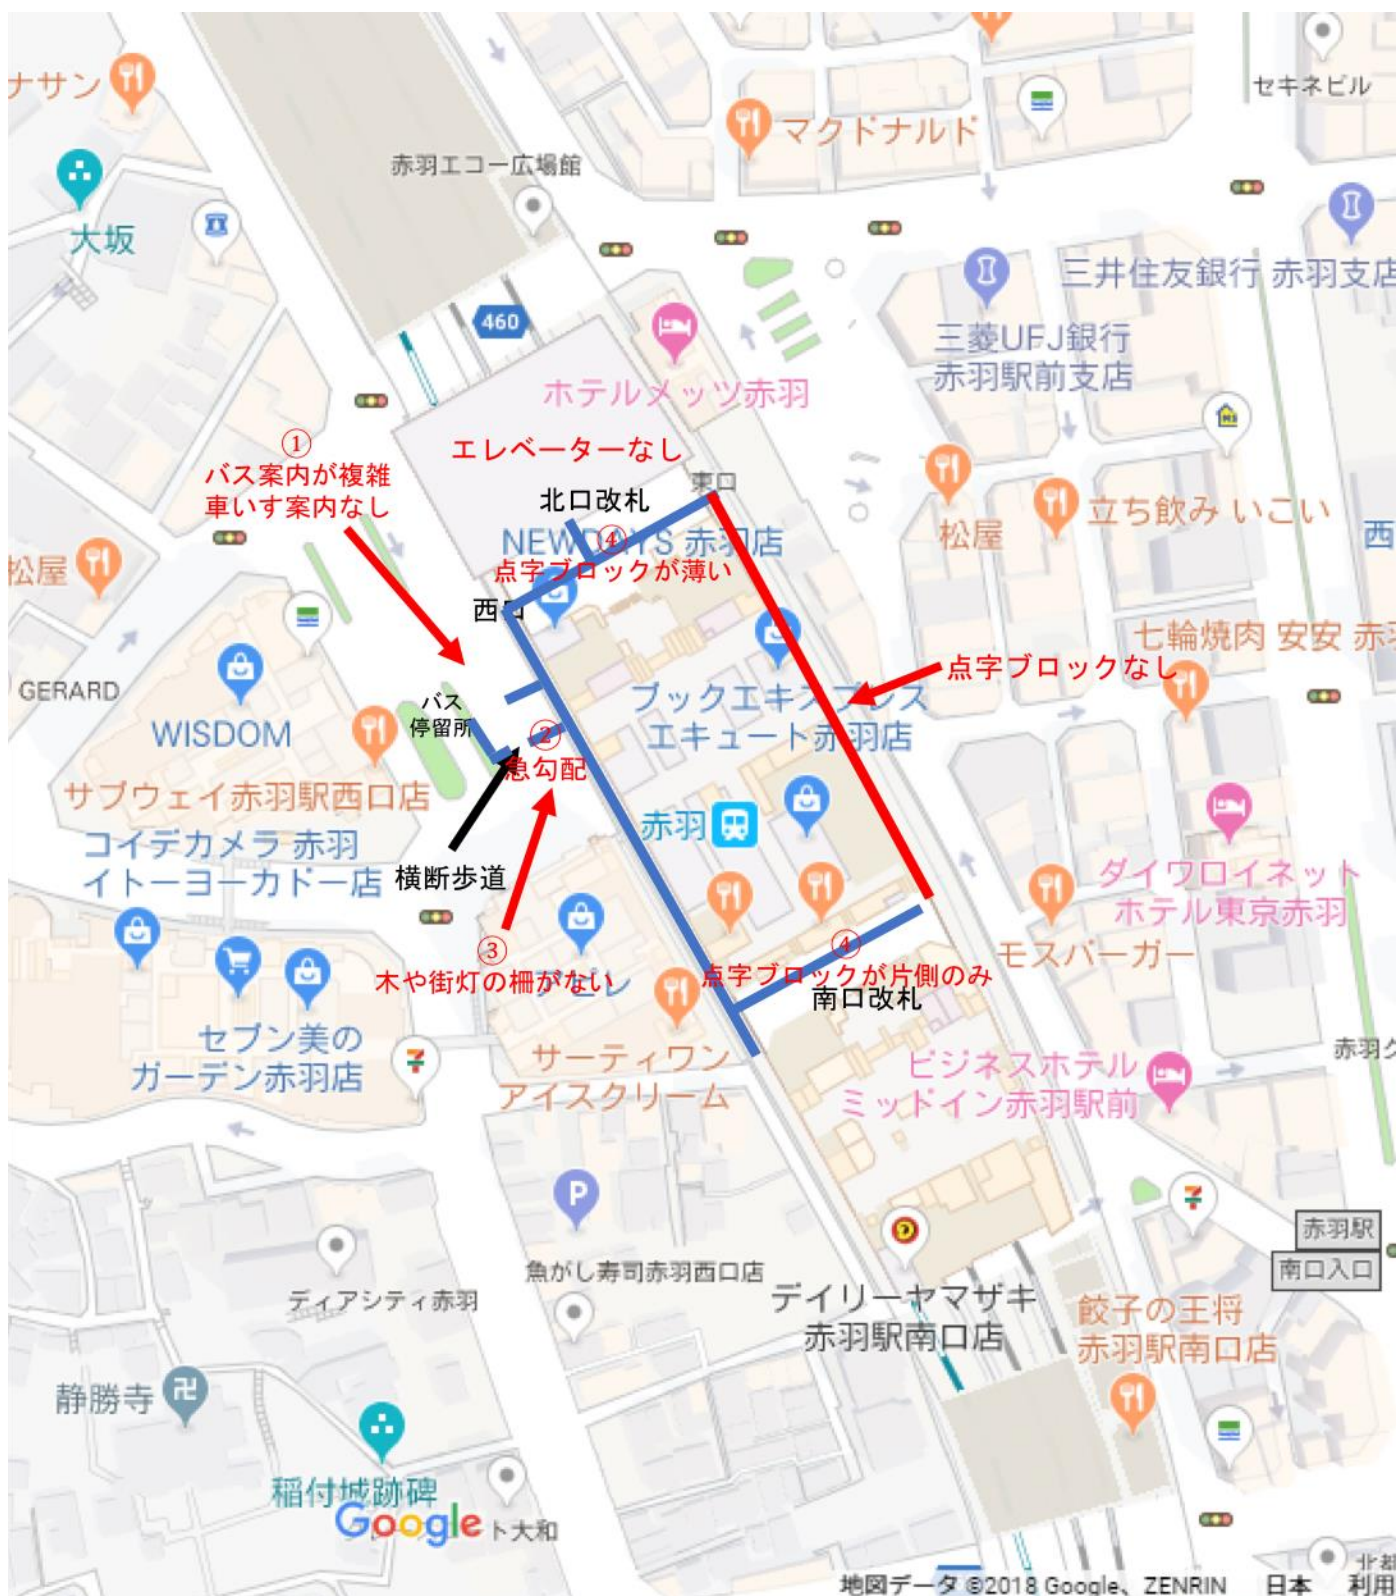 ナサン
大坂
赤羽エコー広場館
マクドナルド
セキネビル
460
三井住友銀行 赤羽支店
三菱UFJ銀行
赤羽駅前支店
ホテルメッツ赤羽
①
バス案内が複雑
車いす案内なし
エレベーターなし
東口
北口改札
NEWDAYS 赤羽店
④
点字ブロックが薄い
松屋
立ち飲み いこい
西
松屋
西口
七輪焼肉 安安 赤羽
点字ブロックなし
GERARD
WISDOM
バス
停留所
ブックエキスプレス
エキュート赤羽店
②
急勾配
サブウェイ赤羽駅西口店
赤羽
コイデカメラ 赤羽
イトーヨーカドー店
横断歩道
ダイワロイネット
ホテル東京赤羽
③
木や街灯の柵がない
アピレ
④
点字ブロックが片側のみ
南口改札
モスバーガー
セブン美の
ガーデン赤羽店
サーティワン
アイスクリーム
ビジネスホテル
ミッドイン赤羽駅前
赤羽ク
P
魚がし寿司赤羽西口店
ディアシティ赤羽
デイリーヤマザキ
赤羽駅南口店
赤羽駅
南口入口
餃子の王将
赤羽駅南口店
静勝寺
稲付城跡碑
Google
ト大和
地図データ ©2018 Google、ZENRIN 日本 利用